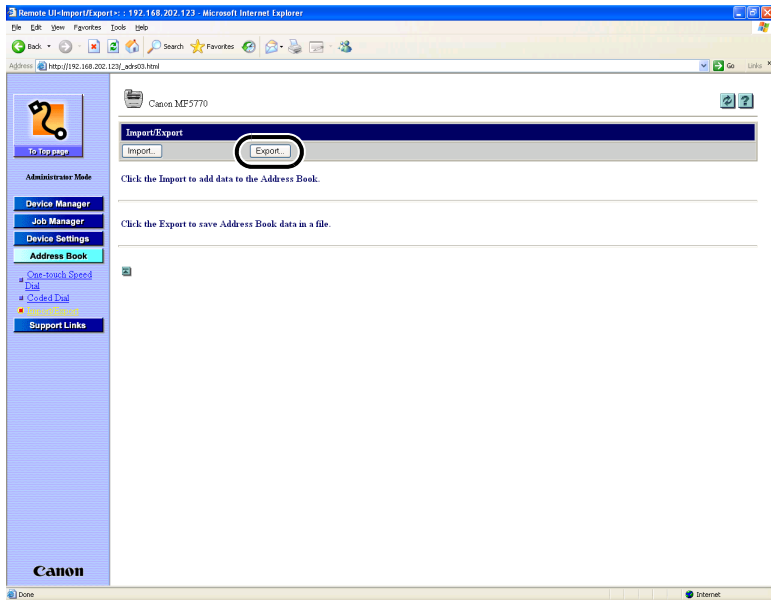 Remote UI<Import/Export>: : 192.168.202.123 - Microsoft Internet Explorer
File Edit View Favorites Tools Help
Back Search Favorites
Address http://192.168.202.123/_adrs03.html Go Links
Canon MF5770
Import/Export
Import... Export...
To Top page
Administrator Mode
Click the Import to add data to the Address Book.
Device Manager
Job Manager
Click the Export to save Address Book data in a file.
Device Settings
Address Book
One-touch Speed
Dial
Coded Dial
Import/Export
Support Links
Canon
Done Internet